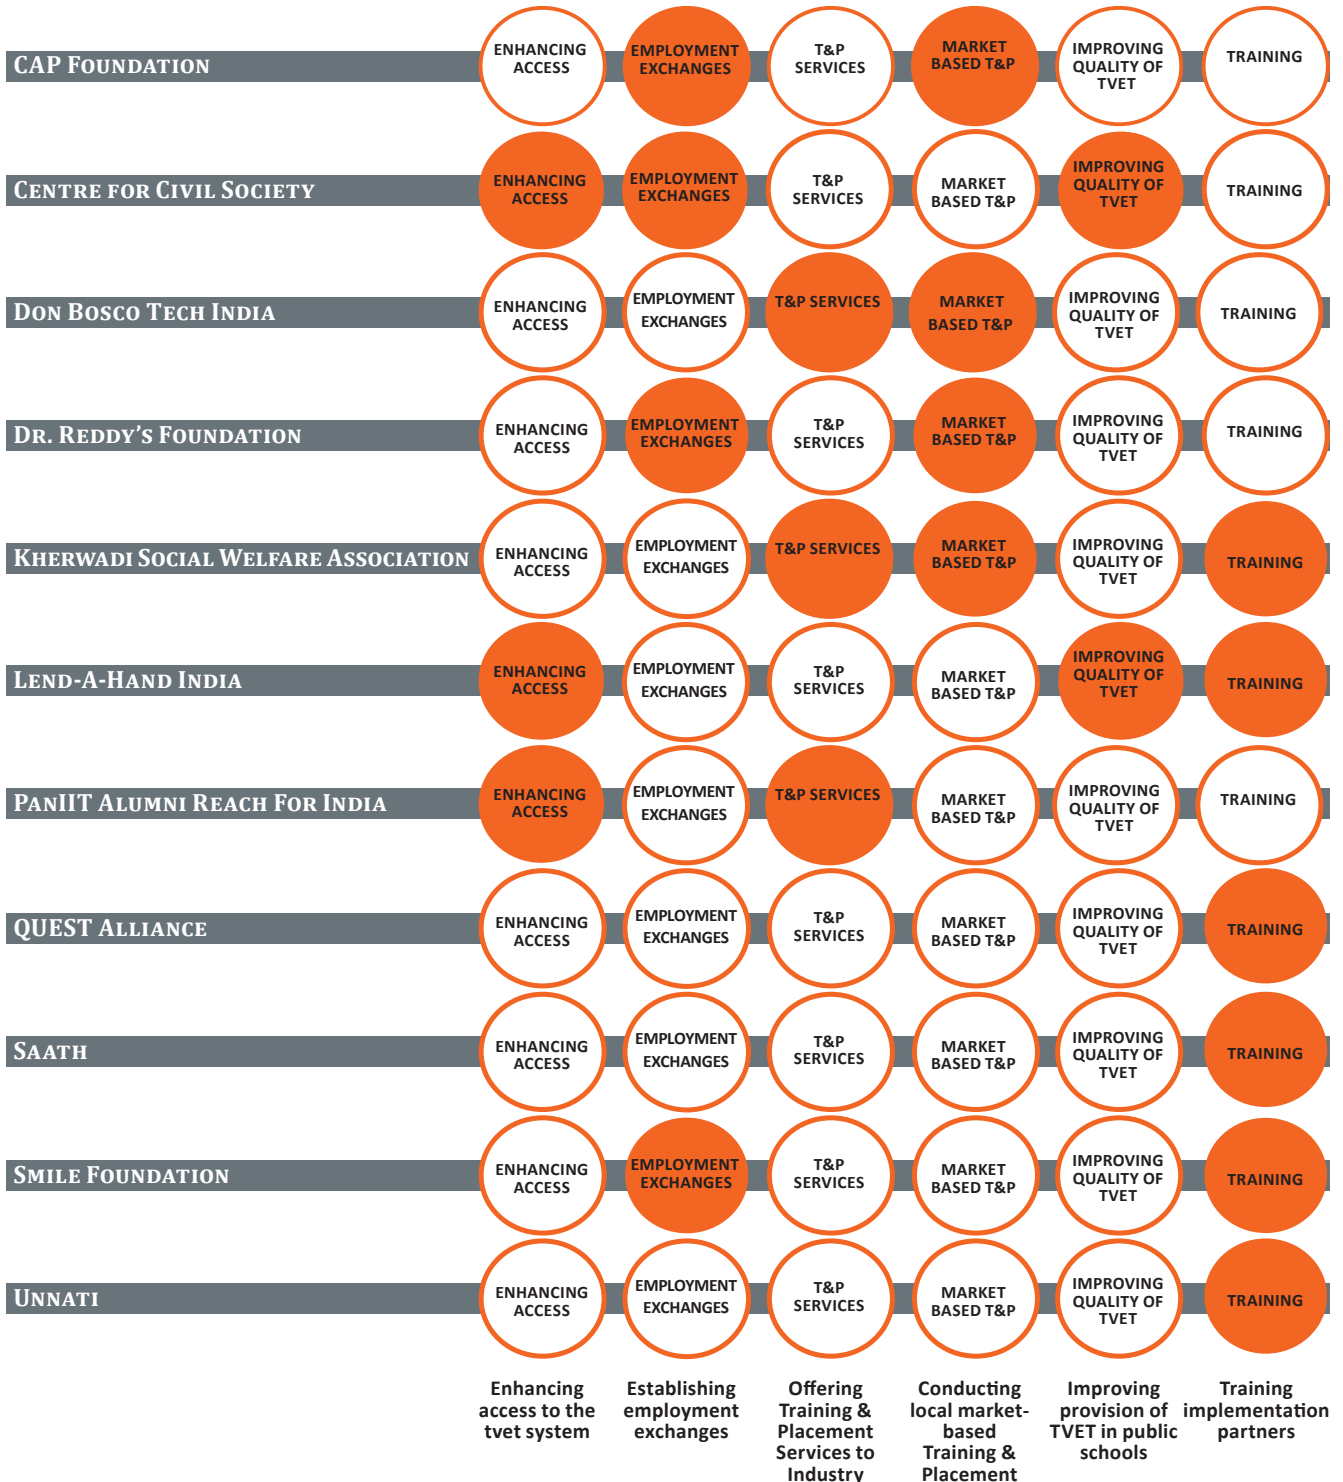 CAP FOUNDATION
ENHANCING
ACCESS
EMPLOYMENT
EXCHANGES
T&P
SERVICES
MARKET
BASED T&P
IMPROVING
QUALITY OF
TVET
TRAINING
CENTRE FOR CIVIL SOCIETY
ENHANCING
ACCESS
EMPLOYMENT
EXCHANGES
T&P
SERVICES
MARKET
BASED T&P
IMPROVING
QUALITY OF
TVET
TRAINING
DON BOSCO TECH INDIA
ENHANCING
ACCESS
EMPLOYMENT
EXCHANGES
T&P SERVICES
MARKET
BASED T&P
IMPROVING
QUALITY OF
TVET
TRAINING
DR. REDDY'S FOUNDATION
ENHANCING
ACCESS
EMPLOYMENT
EXCHANGES
T&P
SERVICES
MARKET
BASED T&P
IMPROVING
QUALITY OF
TVET
TRAINING
KHERWADI SOCIAL WELFARE ASSOCIATION
ENHANCING
ACCESS
EMPLOYMENT
EXCHANGES
T&P SERVICES
MARKET
BASED T&P
IMPROVING
QUALITY OF
TVET
TRAINING
LEND-A-HAND INDIA
ENHANCING
ACCESS
EMPLOYMENT
EXCHANGES
T&P
SERVICES
MARKET
BASED T&P
IMPROVING
QUALITY OF
TVET
TRAINING
PANIIT ALUMNI REACH FOR INDIA
ENHANCING
ACCESS
EMPLOYMENT
EXCHANGES
T&P SERVICES
MARKET
BASED T&P
IMPROVING
QUALITY OF
TVET
TRAINING
QUEST ALLIANCE
ENHANCING
ACCESS
EMPLOYMENT
EXCHANGES
T&P
SERVICES
MARKET
BASED T&P
IMPROVING
QUALITY OF
TVET
TRAINING
SAATH
ENHANCING
ACCESS
EMPLOYMENT
EXCHANGES
T&P
SERVICES
MARKET
BASED T&P
IMPROVING
QUALITY OF
TVET
TRAINING
SMILE FOUNDATION
ENHANCING
ACCESS
EMPLOYMENT
EXCHANGES
T&P
SERVICES
MARKET
BASED T&P
IMPROVING
QUALITY OF
TVET
TRAINING
UNNATI
ENHANCING
ACCESS
EMPLOYMENT
EXCHANGES
T&P
SERVICES
MARKET
BASED T&P
IMPROVING
QUALITY OF
TVET
TRAINING
Enhancing
access to the
tvet system
Establishing
employment
exchanges
Offering
Training &
Placement
Services to
Industry
Conducting
local market-
based
Training &
Placement
Improving
provision of
TVET in public
schools
Training
implementation
partners